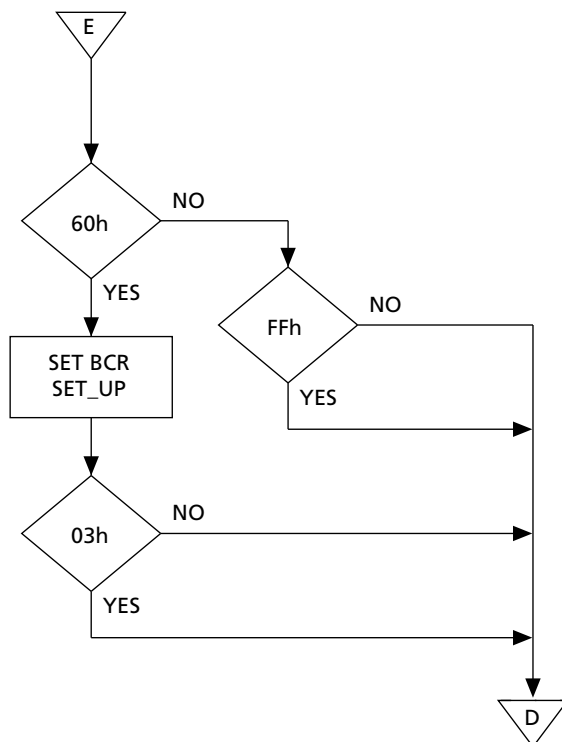 E
60h
NO
YES
FFh
NO
YES
SET BCR
SET_UP
03h
NO
YES
D